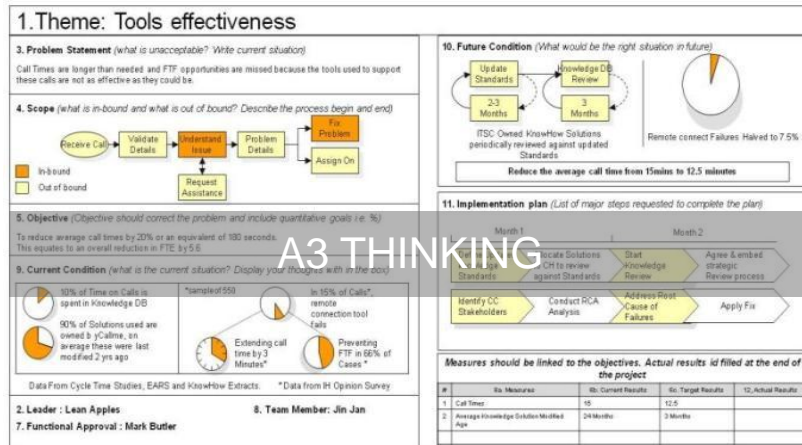 1.Theme: Tools effectiveness
3. Problem Statement (what is unacceptable? Write current situation)
Call Times are longer than needed and FTF opportunities are missed because the tools used to support
these calls are not as effective as they could be.
4. Scope (what is in-bound and what is out of bound? Describe the process begin and end)
Receive Call
Validate
Details
Understand
Issue
Problem
Details
Fix
Problem
Assign On
Request
Assistance
In-bound
Out of bound
5. Objective (Objective should correct the problem and include quantitative goals i.e. %)
To reduce average call times by 20% or an equivalent of 180 seconds.
This equates to an overall reduction in FTE by 5.6
A3 THINKING
9. Current Condition (what is the current situation? Display your thoughts with in the box)
10% of Time on Calls is
spent in Knowledge DB
90% of Solutions used are
owned b yCallme, on
average these were last
modified 2 yrs ago
*sample of 550
In 15% of Calls*,
remote
connection tool
fails
Extending call
time by 3
Minutes*
Preventing
FTF in 66% of
Cases *
Data From Cycle Time Studies, EARS and KnowHow Extracts.
* Data from IH Opinion Survey
2. Leader : Lean Apples
8. Team Member: Jin Jan
7. Functional Approval : Mark Butler
10. Future Condition (What would be the right situation in future)
Update
Standards
Knowledge DB
Review
2-3
Months
3
Months
ITSC Owned KnowHow Solutions
periodically reviewed against updated
Standards
Remote connect Failures Halved to 7.5%
Reduce the average call time from 15mins to 12.5 minutes
11. Implementation plan (List of major steps requested to complete the plan)
Month 1
Month 2
Standards
Solutions
to review
against Standards
Start
Knowledge
Review
Agree & embed
strategic
Review process
Identify CC
Stakeholders
Conduct RCA
Analysis
Address Root
Cause of
Failures
Apply Fix
Measures should be linked to the objectives. Actual results id filled at the end of
the project
# 6a. Measures 6b. Current Results 6c. Target Results 12. Actual Results
1 Call Times 15 12.5
2 Average Knowledge Solution Modified
Age 24 Months 3 Months